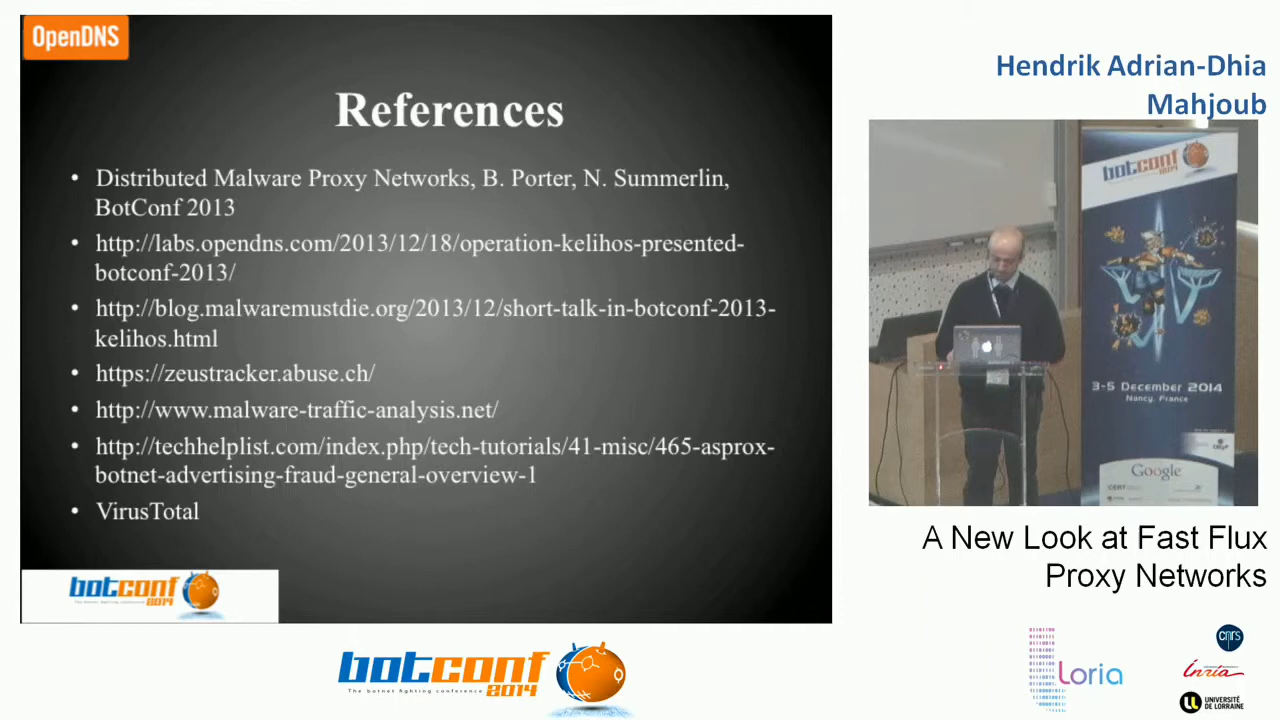 OpenDNS
References
• Distributed Malware Proxy Networks, B. Porter, N. Summerlin,
BotConf 2013
• http://labs.opendns.com/2013/12/18/operation-kelihos-presented-
botconf-2013/
• http://blog.malwaremustdie.org/2013/12/short-talk-in-botconf-2013-
kelihos.html
• https://zeustracker.abuse.ch/
• http://www.malware-traffic-analysis.net/
• http://techhelplist.com/index.php/tech-tutorials/41-misc/465-asprox-
botnet-advertising-fraud-general-overview-1
• VirusTotal
botconf
2014
Hendrik Adrian-Dhia
Mahjoub
botconf
2014
3-5 December 2014
Nancy, France
Google
A New Look at Fast Flux
Proxy Networks
botconf
The botnet fighting conference 2014
Loria
cnrs
Inria
UNIVERSITÉ
DE LORRAINE